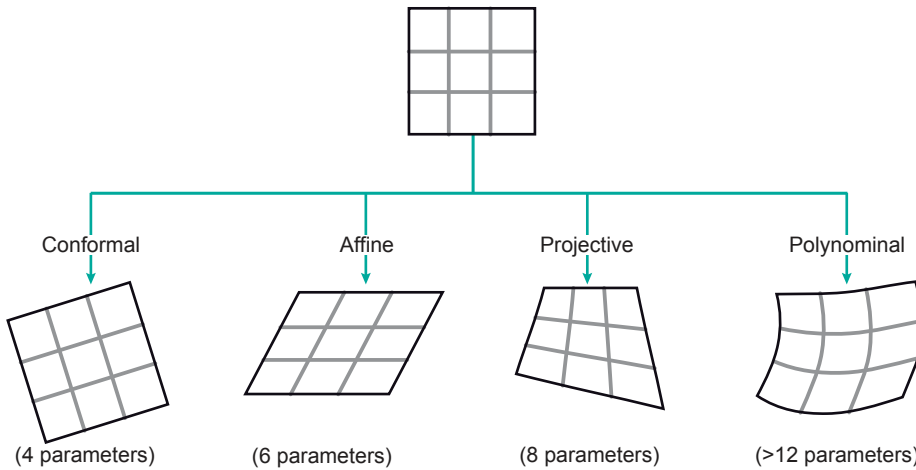 Conformal
Affine
Projective
Polynominal
(4 parameters)
(6 parameters)
(8 parameters)
(>12 parameters)